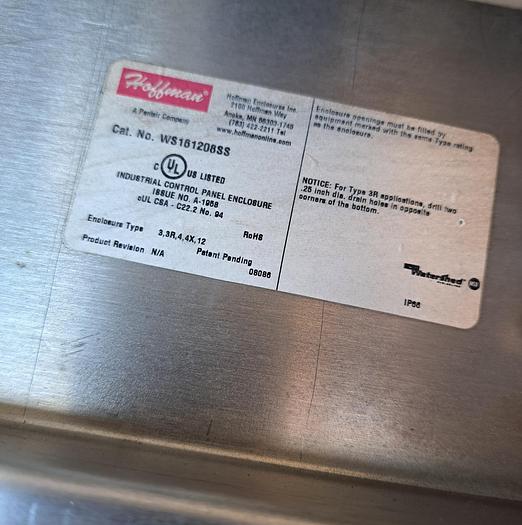 Hoffman®
A Pentair Company
Hoffman Enclosures Inc.
2100 Hoffman Way
Anoka, MN 55303-1745
(763) 422-2211 Tel
www.hoffmanonline.com
Cat. No. WS161206SS
C UL US LISTED
INDUSTRIAL CONTROL PANEL ENCLOSURE
ISSUE NO. A-1958
cUL CSA - C22.2 No. 94
Enclosure Type 3,3R,4,4X,12
RoHS
Product Revision N/A
Patent Pending
08086
Enclosure openings must be filled by
equipment marked with the same Type rating
as the enclosure.
NOTICE: For Type 3R applications, drill two
.25 inch dia. drain holes in opposite
corners of the bottom.
Watershed
IP66